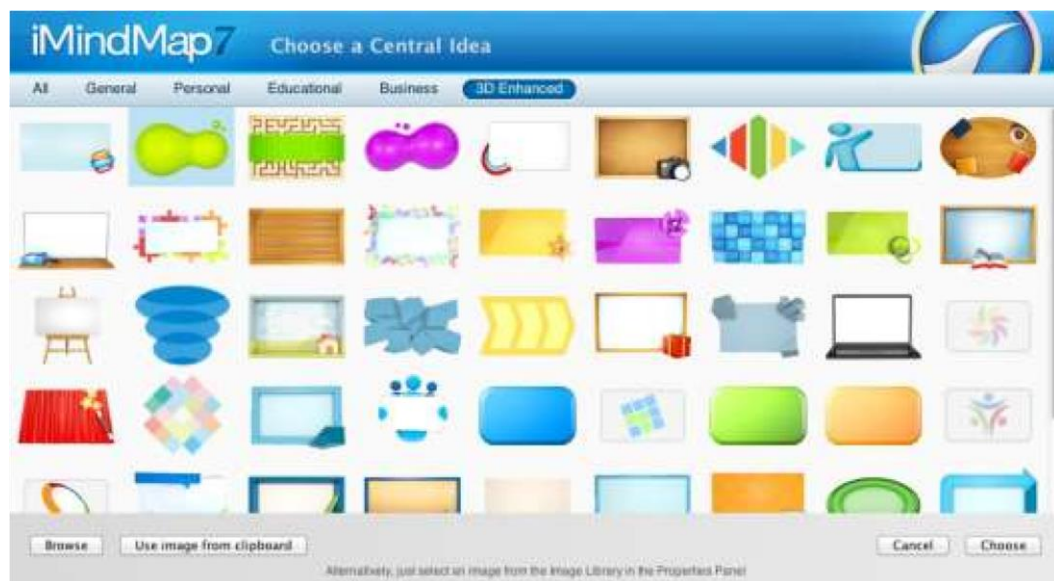 iMindMap7 Choose a Central Idea
All General Personal Educational Business 3D Enhanced
Browse Use image from clipboard Cancel Choose
Alternatively, just select an image from the Image Library in the Properties Panel